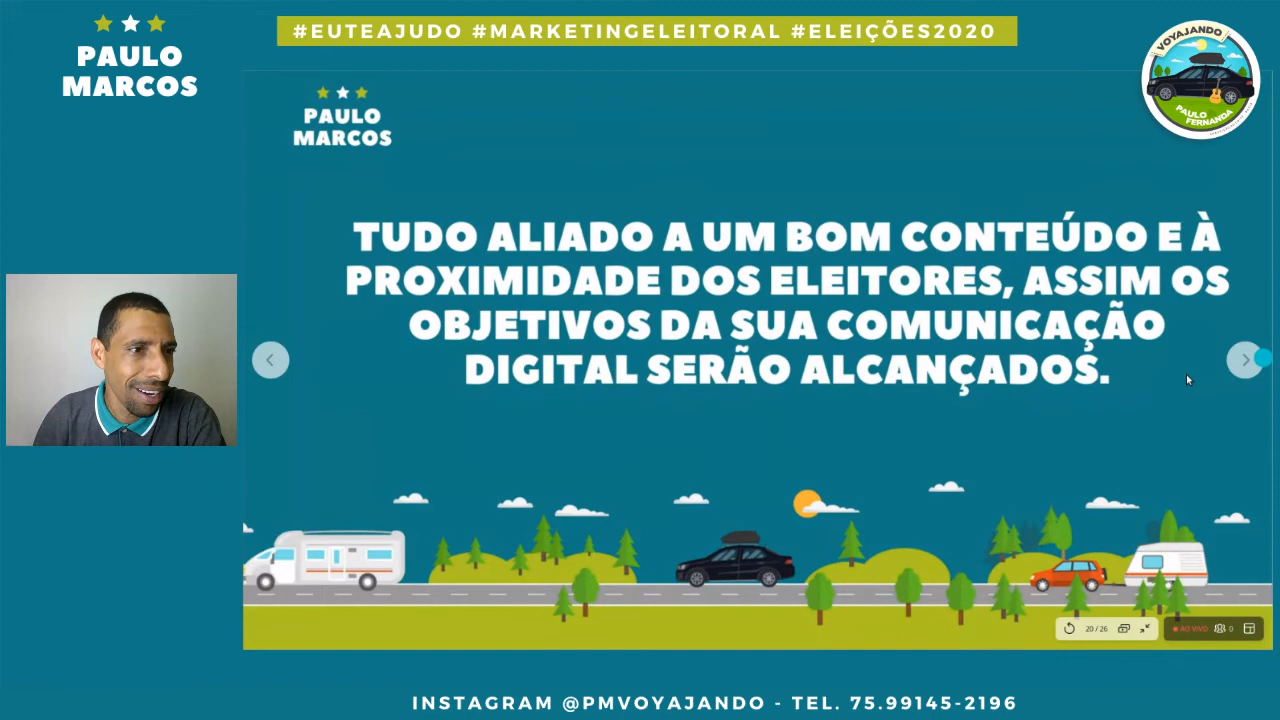 PAULO
MARCOS
#EUTEAJUDO #MARKETINGELEITORAL #ELEIÇÕES2020
VOYAJANDO
PAULO
FERNANDA
PAULO
MARCOS
TUDO ALIADO A UM BOM CONTEÚDO E À
PROXIMIDADE DOS ELEITORES, ASSIM OS
OBJETIVOS DA SUA COMUNICAÇÃO
DIGITAL SERÃO ALCANÇADOS.
20 / 26
AO VIVO
0
INSTAGRAM @PMVOYAJANDO - TEL. 75.99145-2196